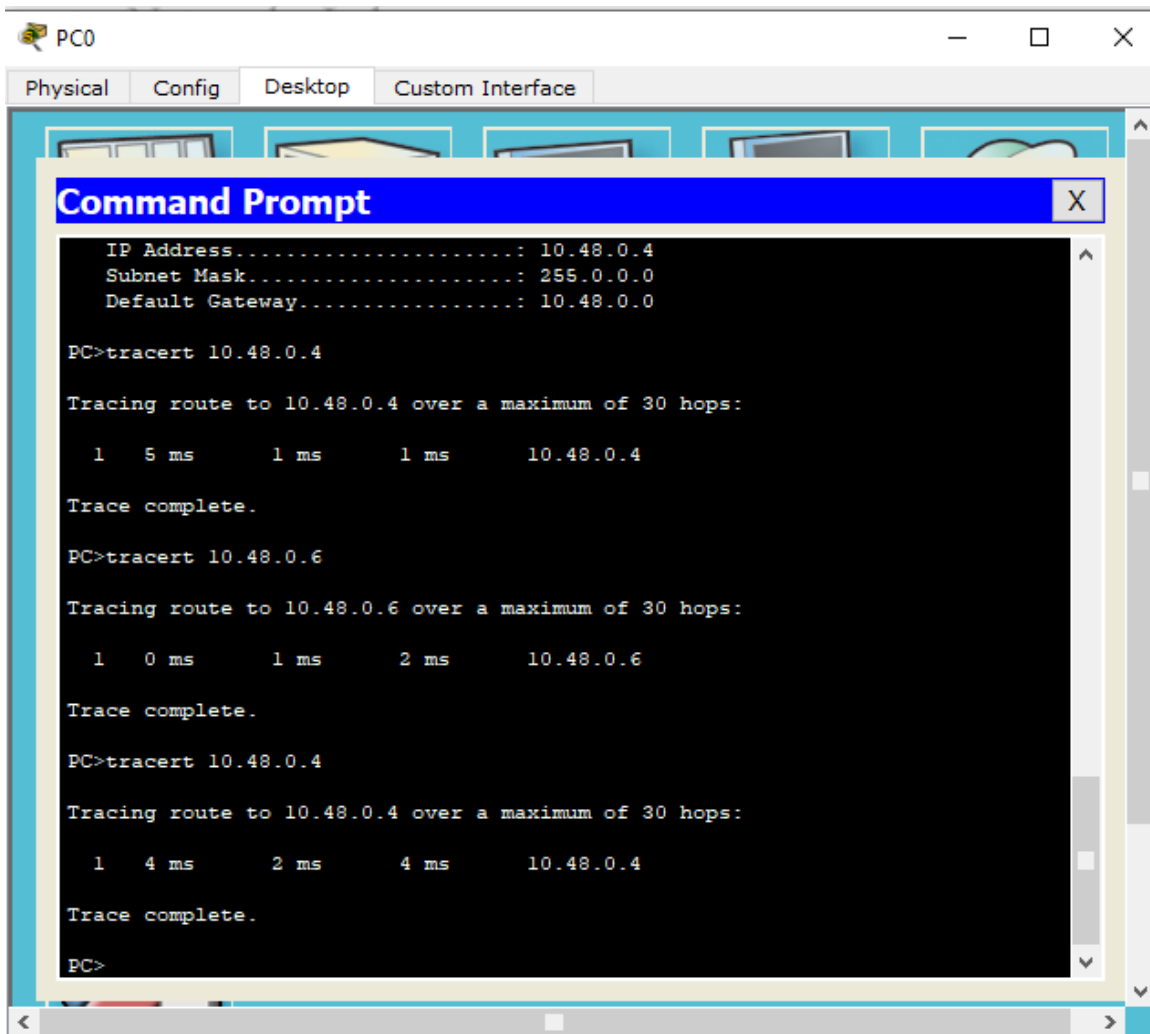 PC0
Physical Config Desktop Custom Interface
Command Prompt X
IP Address.......................: 10.48.0.4
Subnet Mask......................: 255.0.0.0
Default Gateway..................: 10.48.0.0
PC>tracert 10.48.0.4
Tracing route to 10.48.0.4 over a maximum of 30 hops:
1 5 ms 1 ms 1 ms 10.48.0.4
Trace complete.
PC>tracert 10.48.0.6
Tracing route to 10.48.0.6 over a maximum of 30 hops:
1 0 ms 1 ms 2 ms 10.48.0.6
Trace complete.
PC>tracert 10.48.0.4
Tracing route to 10.48.0.4 over a maximum of 30 hops:
1 4 ms 2 ms 4 ms 10.48.0.4
Trace complete.
PC>